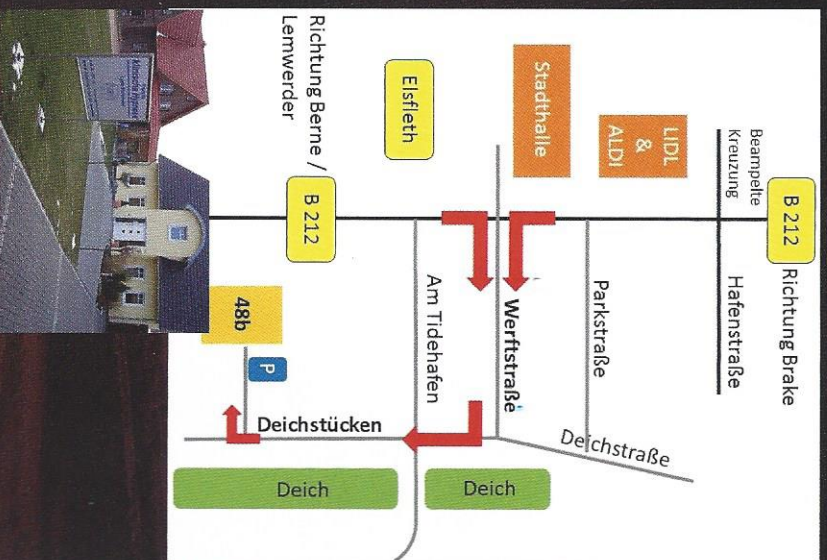 B 212
Richtung Brake
Beampelte
Kreuzung
Hafenstraße
LIDL
&
ALDI
Parkstraße
Stadthalle
Werftstraße
Deichstraße
Elsfleth
Am Tidehafen
Deich
Richtung Berne /
Lemwerder
B 212
48b
P
Deichstücken
Deich